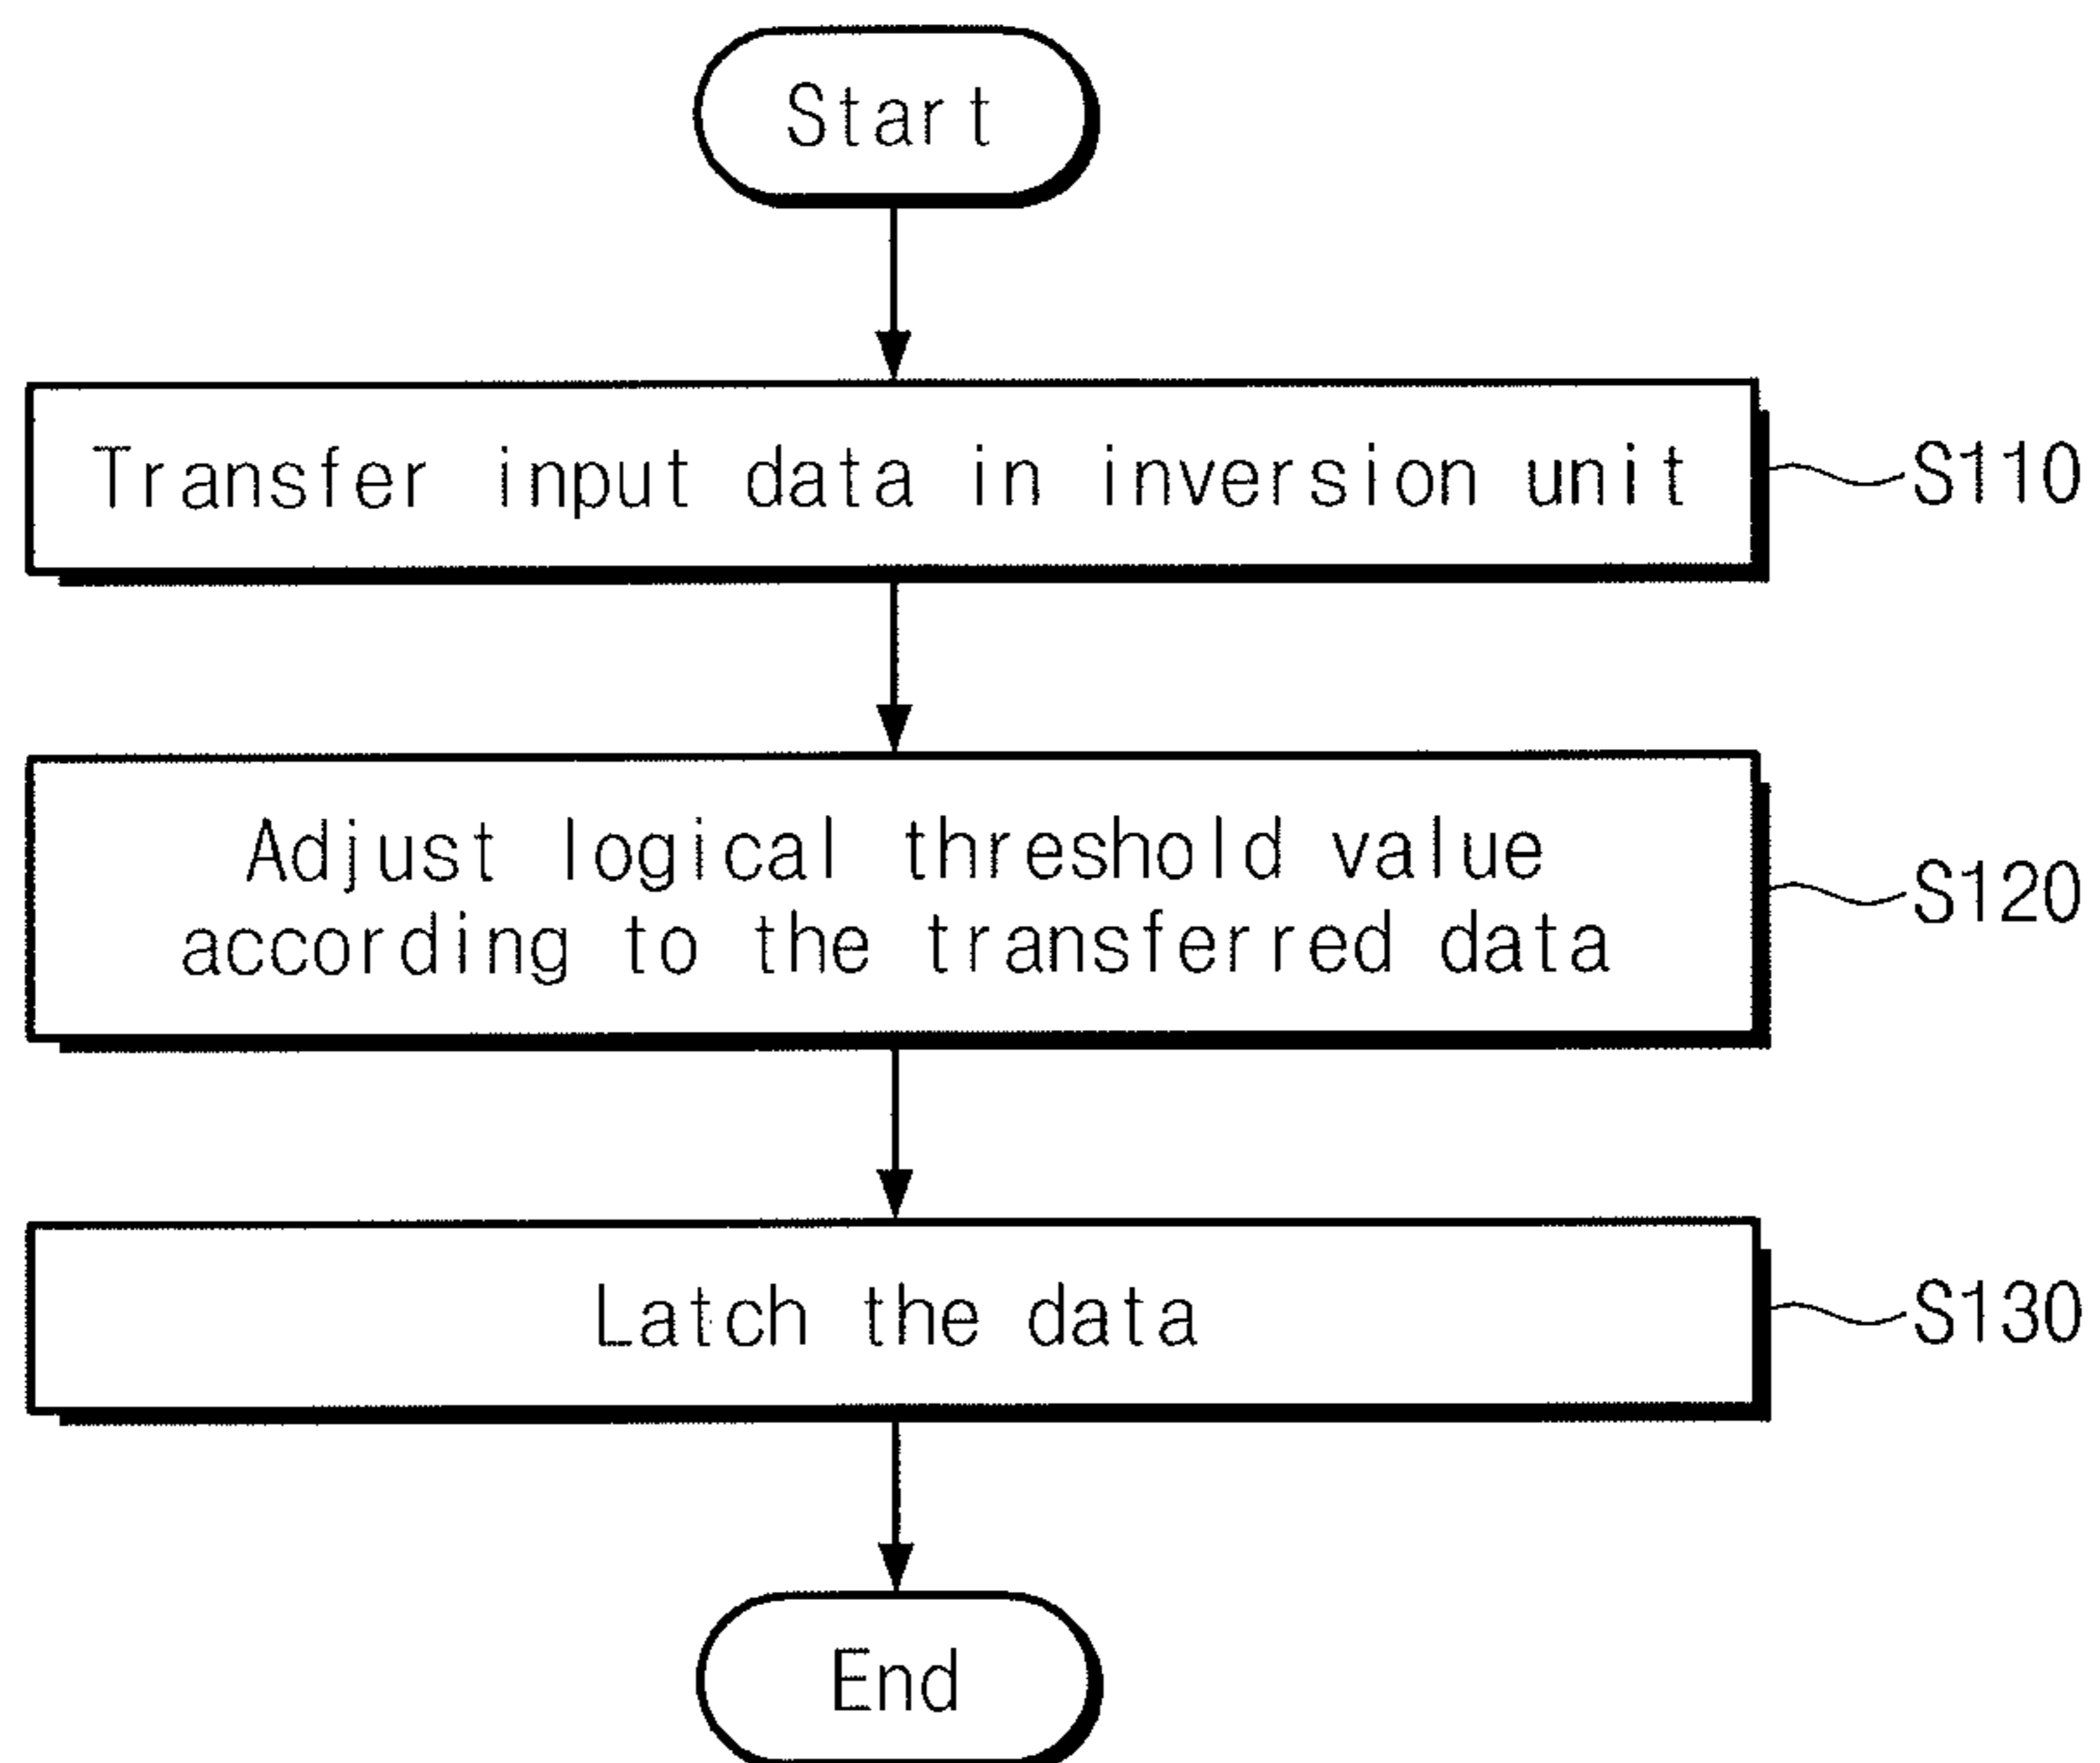 Start
Transfer input data in inversion unit
S110
Adjust logical threshold value
according to the transferred data
S120
Latch the data
S130
End